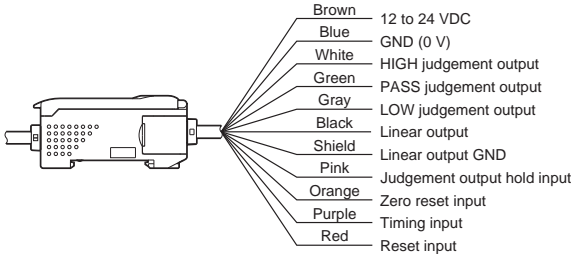 Brown 12 to 24 VDC
Blue GND (0 V)
White HIGH judgement output
Green PASS judgement output
Gray LOW judgement output
Black Linear output
Shield Linear output GND
Pink Judgement output hold input
Orange Zero reset input
Purple Timing input
Red Reset input